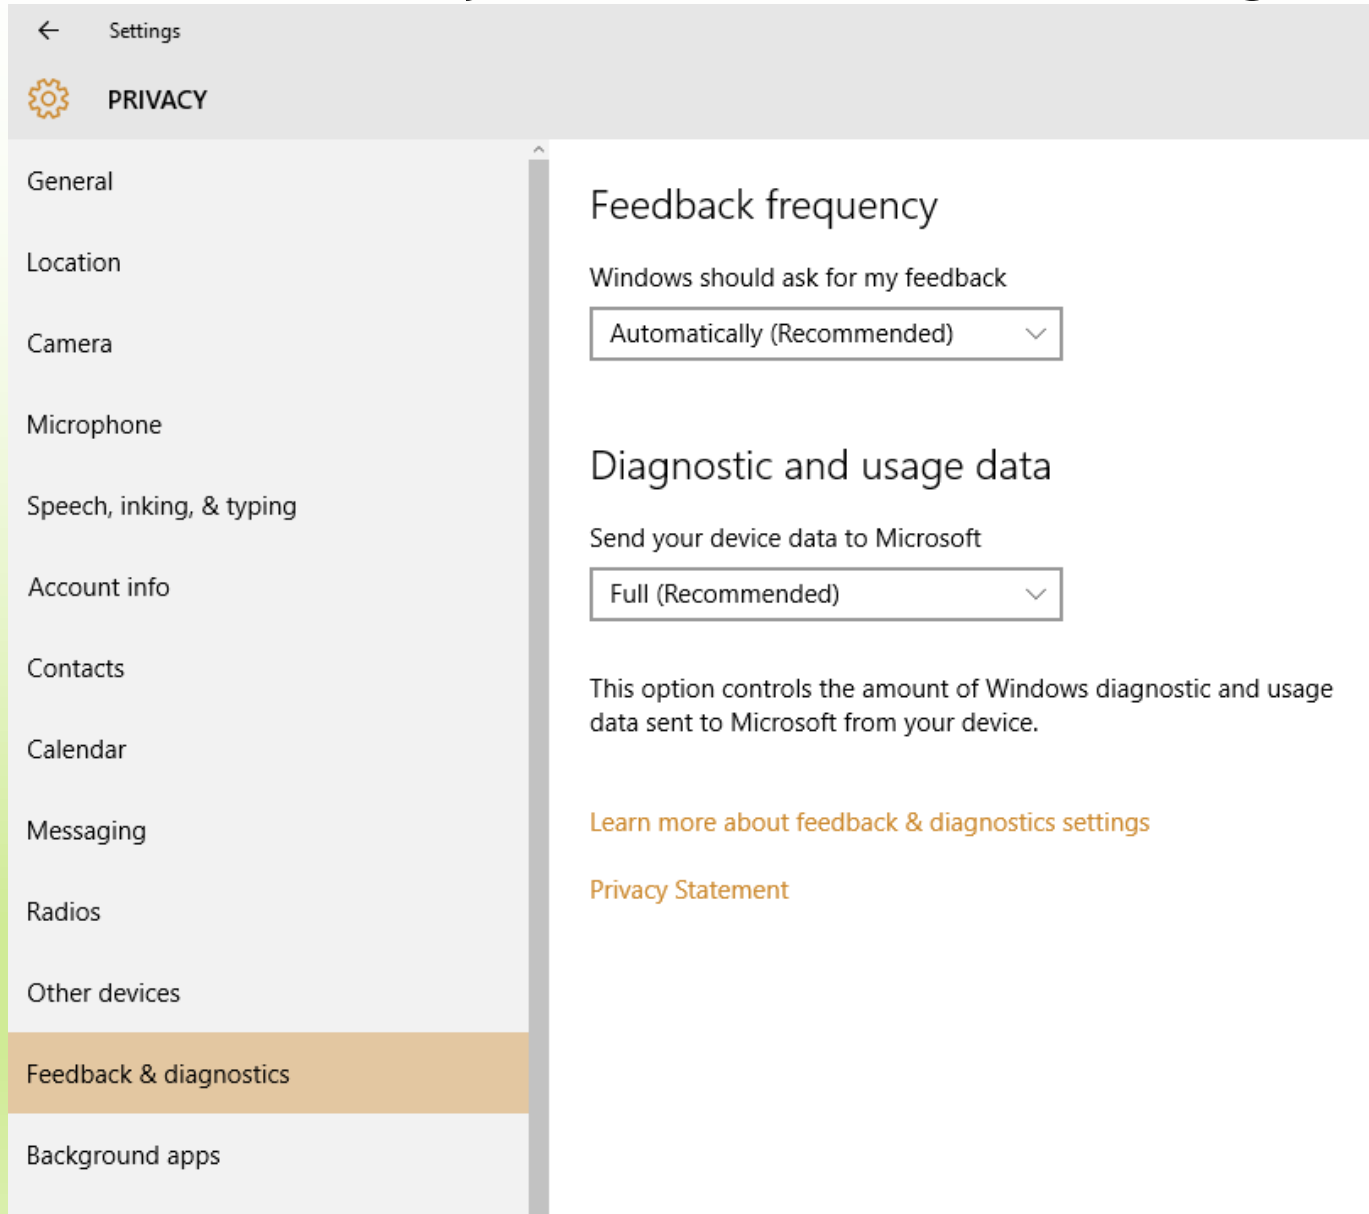 Settings
PRIVACY
General
Location
Camera
Microphone
Speech, inking, & typing
Account info
Contacts
Calendar
Messaging
Radios
Other devices
Feedback & diagnostics
Background apps
Feedback frequency
Windows should ask for my feedback
Automatically (Recommended)
Diagnostic and usage data
Send your device data to Microsoft
Full (Recommended)
This option controls the amount of Windows diagnostic and usage
data sent to Microsoft from your device.
Learn more about feedback & diagnostics settings
Privacy Statement